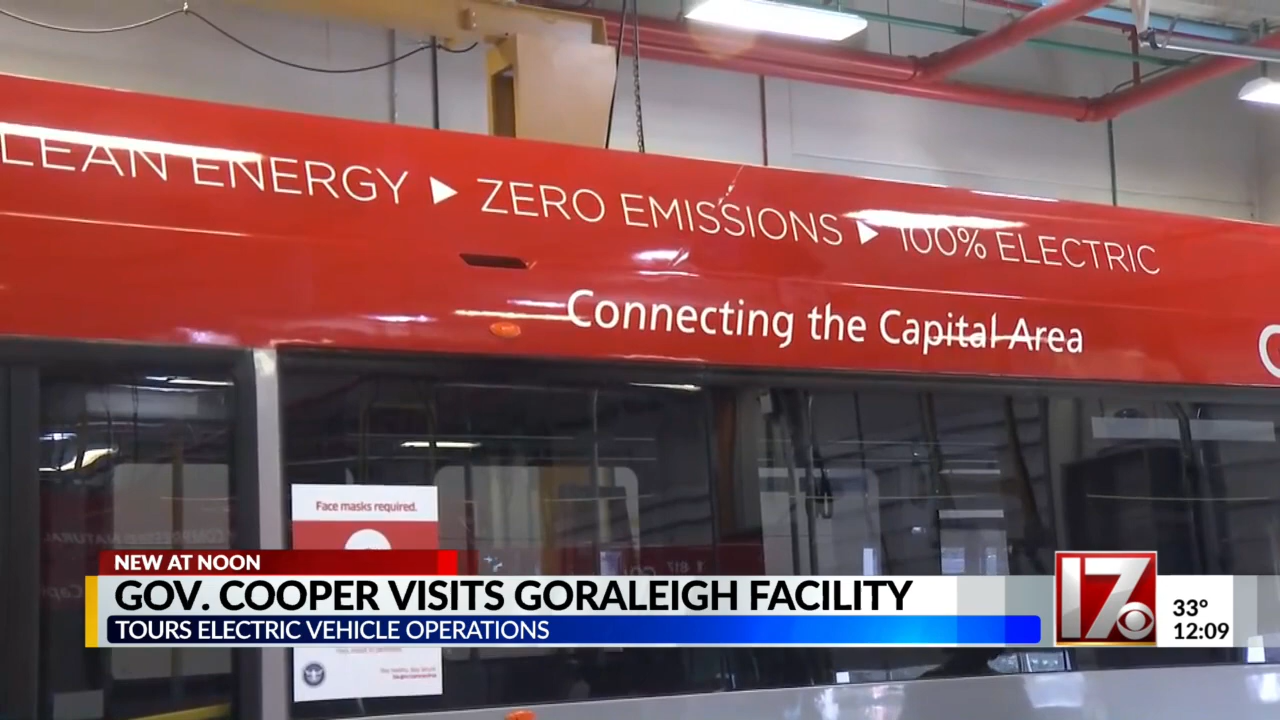 LEAN ENERGY ▶ ZERO EMISSIONS ▶ 100% ELECTRIC
Connecting the Capital Area
Face masks required.
NEW AT NOON
GOV. COOPER VISITS GORALEIGH FACILITY
TOURS ELECTRIC VEHICLE OPERATIONS
17
33°
12:09